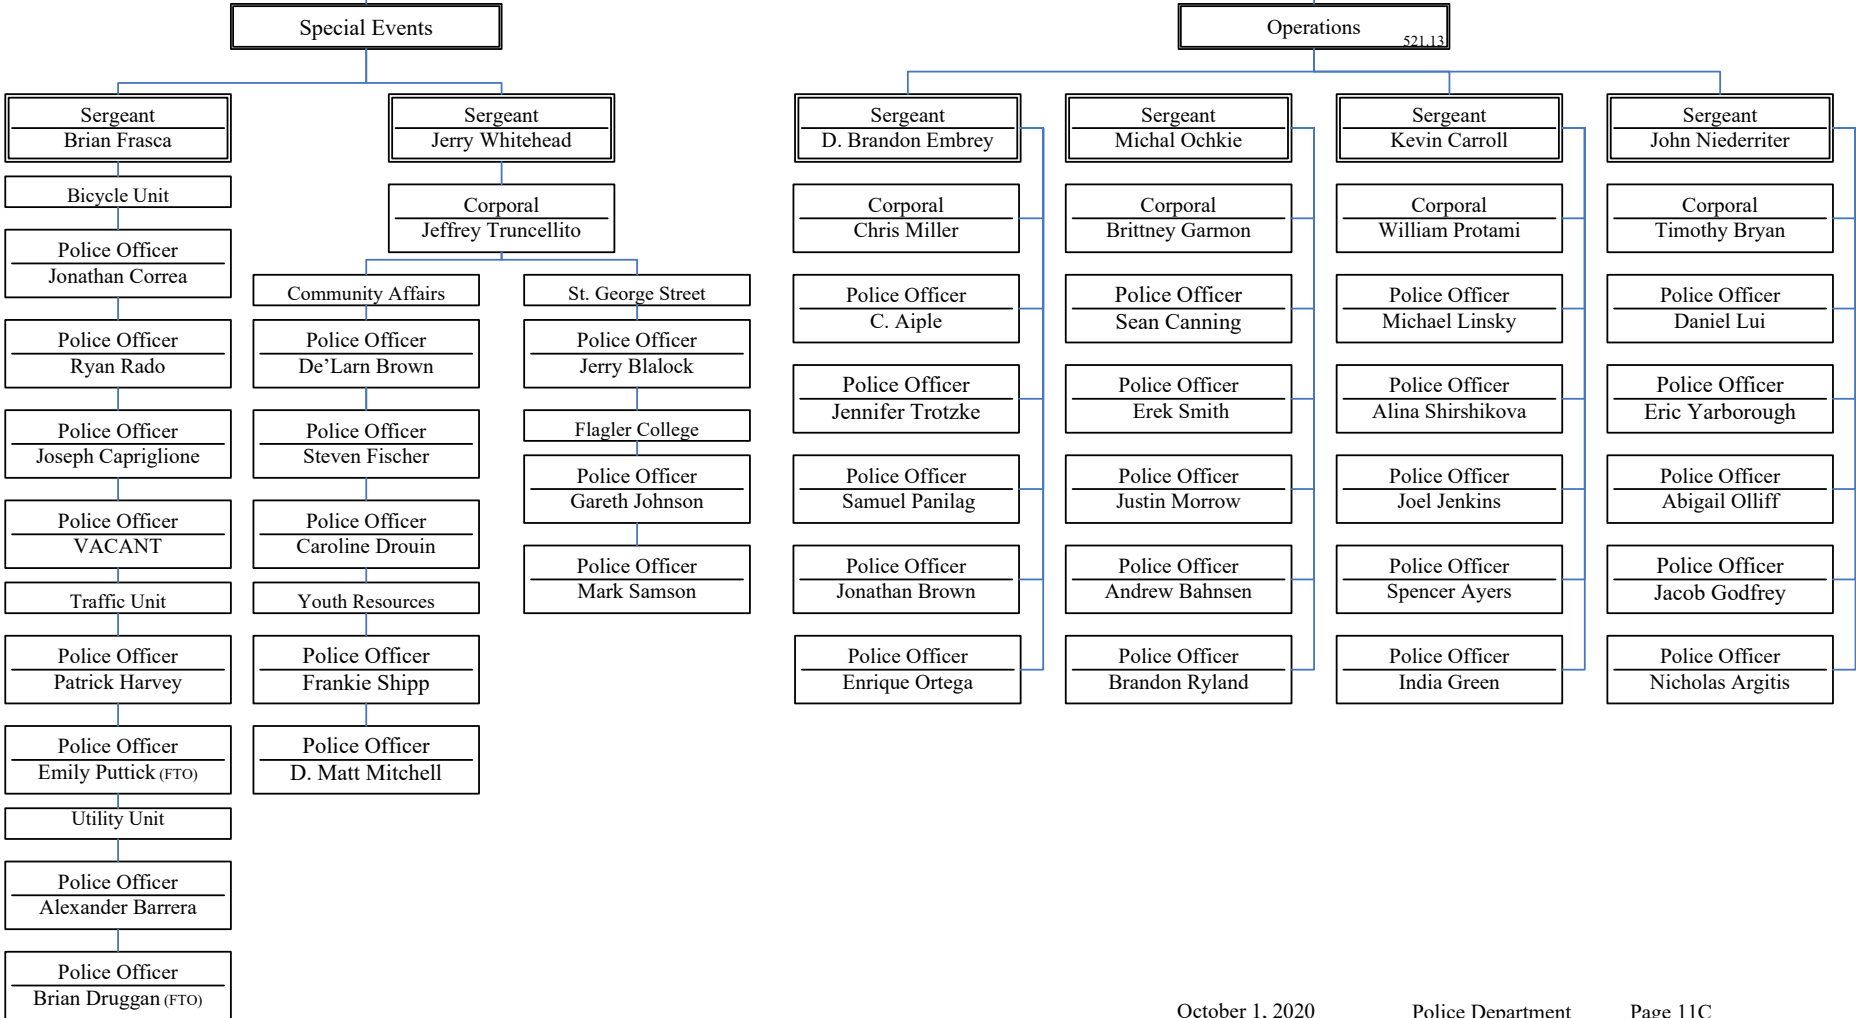 Special Events
Sergeant
Brian Frasca
Bicycle Unit
Police Officer
Jonathan Correa
Police Officer
Ryan Rado
Police Officer
Joseph Capriglione
Police Officer
VACANT
Traffic Unit
Police Officer
Patrick Harvey
Police Officer
Emily Puttick (FTO)
Utility Unit
Police Officer
Alexander Barrera
Police Officer
Brian Druggan (FTO)
Sergeant
Jerry Whitehead
Corporal
Jeffrey Truncellito
Community Affairs
Police Officer
De’Larn Brown
Police Officer
Steven Fischer
Police Officer
Caroline Drouin
Youth Resources
Police Officer
Frankie Shipp
Police Officer
D. Matt Mitchell
St. George Street
Police Officer
Jerry Blalock
Flagler College
Police Officer
Gareth Johnson
Police Officer
Mark Samson
Operations
521.13
Sergeant
D. Brandon Embrey
Corporal
Chris Miller
Police Officer
C. Aiple
Police Officer
Jennifer Trotzke
Police Officer
Samuel Panilag
Police Officer
Jonathan Brown
Police Officer
Enrique Ortega
Sergeant
Michal Ochkie
Corporal
Brittney Garmon
Police Officer
Sean Canning
Police Officer
Erek Smith
Police Officer
Justin Morrow
Police Officer
Andrew Bahnsen
Police Officer
Brandon Ryland
Sergeant
Kevin Carroll
Corporal
William Protami
Police Officer
Michael Linsky
Police Officer
Alina Shirshikova
Police Officer
Joel Jenkins
Police Officer
Spencer Ayers
Police Officer
India Green
Sergeant
John Niederriter
Corporal
Timothy Bryan
Police Officer
Daniel Lui
Police Officer
Eric Yarborough
Police Officer
Abigail Olliff
Police Officer
Jacob Godfrey
Police Officer
Nicholas Argitis
October 1, 2020 Police Department Page 11C